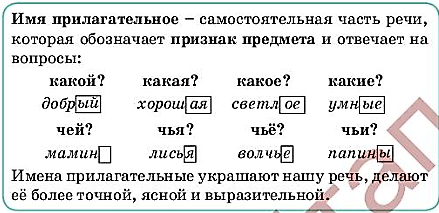 Имя прилагательное – самостоятельная часть речи,
которая обозначает признак предмета и отвечает на
вопросы:
какой? какая? какое? какие?
добрый хорошая светлое умные
чей? чья? чьё? чьи?
мамин лисья волчье папины
Имена прилагательные украшают нашу речь, делают
её более точной, ясной и выразительной.